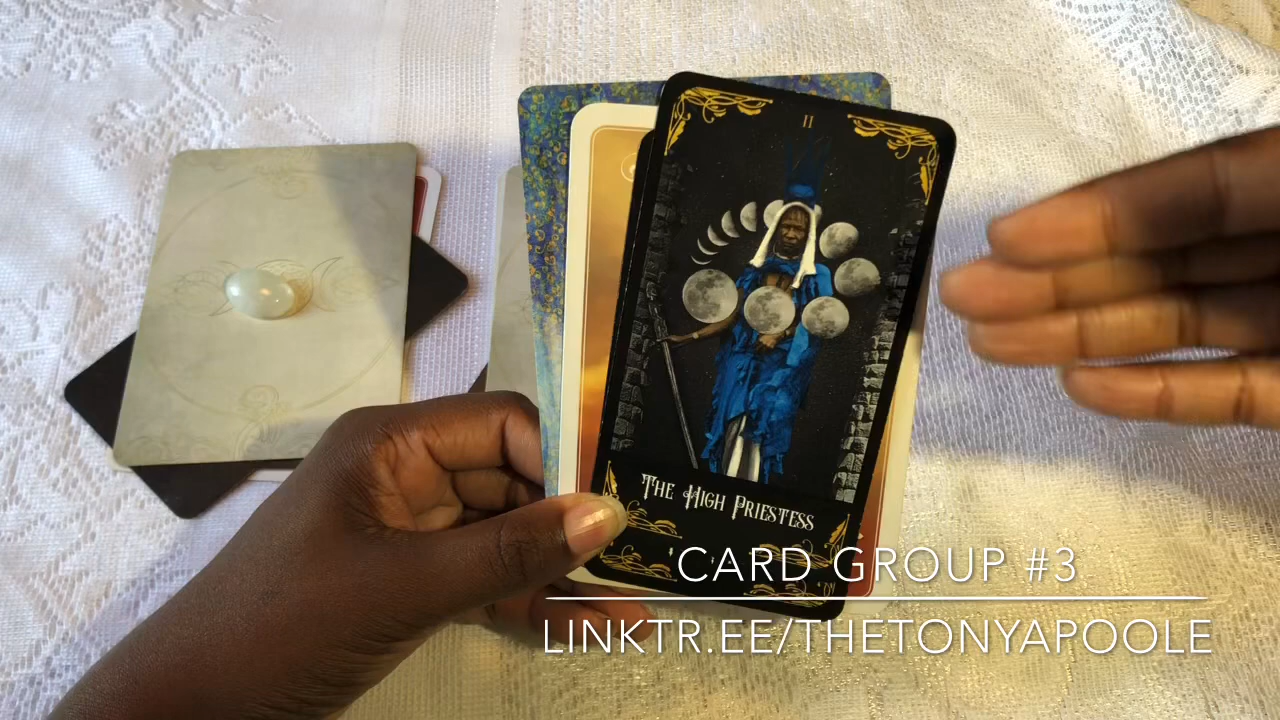 II
THE HIGH PRIESTESS
CARD GROUP #3
LINKTR.EE/THETONYAPOOLE